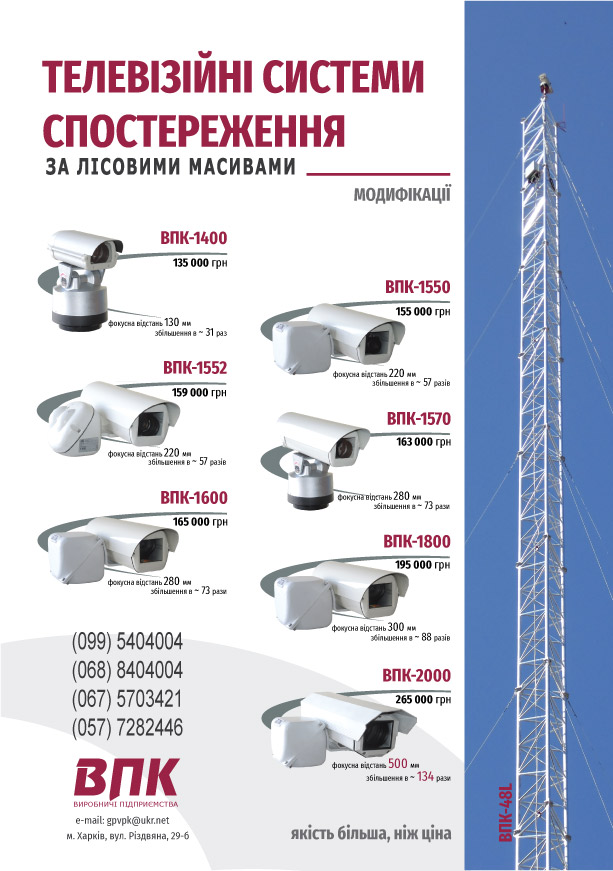 ТЕЛЕВІЗІЙНІ СИСТЕМИ
СПОСТЕРЕЖЕННЯ
ЗА ЛІСОВИМИ МАСИВАМИ
МОДИФІКАЦІЇ
ВПК-1400
135 000 грн
фокусна відстань 130 мм
збільшення в ~ 31 раз
ВПК-1550
155 000 грн
фокусна відстань 220 мм
збільшення в ~ 57 разів
ВПК-1552
159 000 грн
фокусна відстань 220 мм
збільшення в ~ 57 разів
ВПК-1570
163 000 грн
фокусна відстань 280 мм
збільшення в ~ 73 рази
ВПК-1600
165 000 грн
фокусна відстань 280 мм
збільшення в ~ 73 рази
ВПК-1800
195 000 грн
фокусна відстань 300 мм
збільшення в ~ 88 разів
ВПК-2000
265 000 грн
фокусна відстань 500 мм
збільшення в ~ 134 рази
(099) 5404004
(068) 8404004
(067) 5703421
(057) 7282446
ВПК
ВИРОБНИЧІ ПІДПРИЄМСТВА
e-mail: gpvpk@ukr.net
м. Харків, вул. Різдвяна, 29-б
якість більша, ніж ціна
ВПК-48L